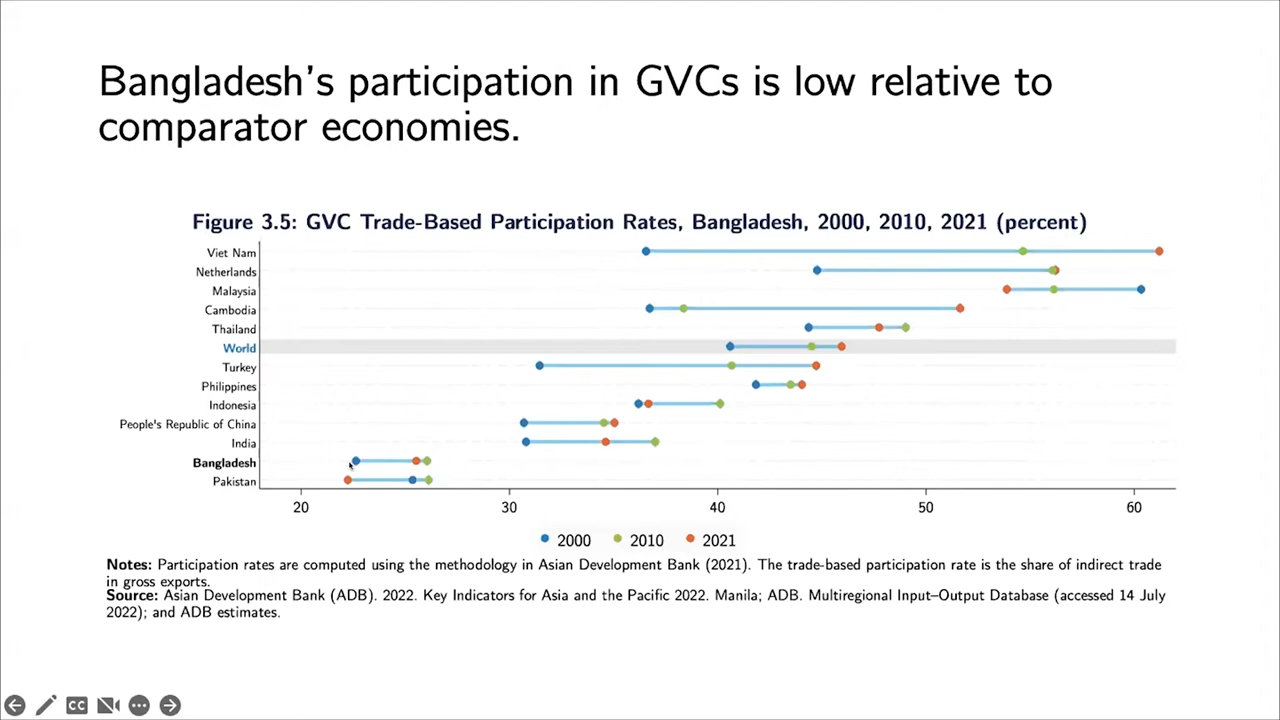 Bangladesh's participation in GVCs is low relative to
comparator economies.
Figure 3.5: GVC Trade-Based Participation Rates, Bangladesh, 2000, 2010, 2021 (percent)
Viet Nam
Netherlands
Malaysia
Cambodia
Thailand
World
Turkey
Philippines
Indonesia
People's Republic of China
India
Bangladesh
Pakistan
20 30 40 50 60
2000 2010 2021
Notes: Participation rates are computed using the methodology in Asian Development Bank (2021). The trade-based participation rate is the share of indirect trade
in gross exports.
Source: Asian Development Bank (ADB). 2022. Key Indicators for Asia and the Pacific 2022. Manila; ADB. Multiregional Input–Output Database (accessed 14 July
2022); and ADB estimates.
CC